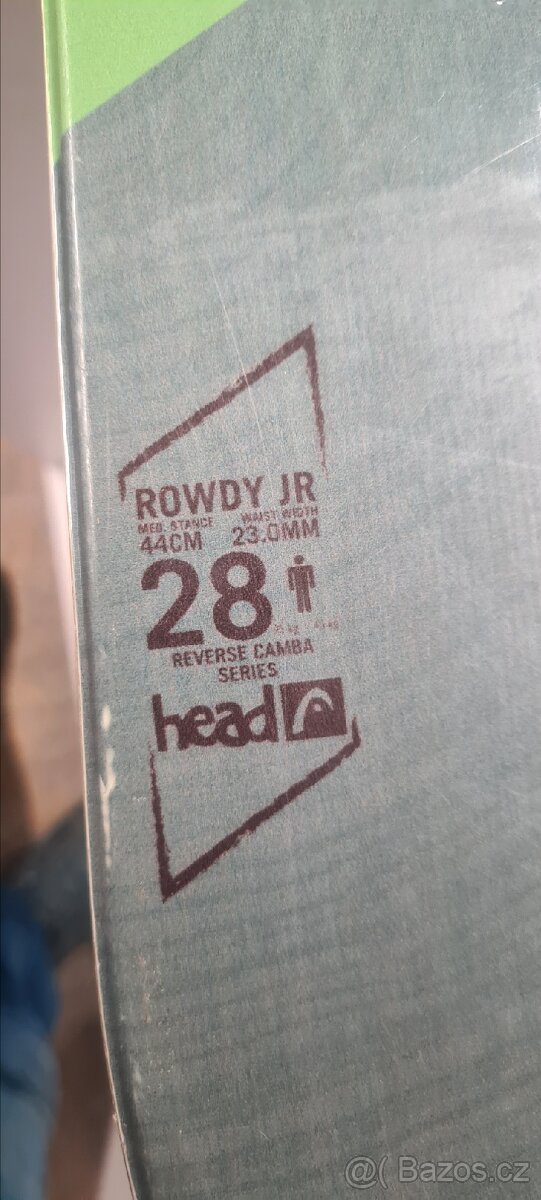 ROWDY JR
MED. STANCE WAIST WIDTH
44CM 23.0MM
28
REVERSE CAMBA
SERIES
head
@( Bazos.cz